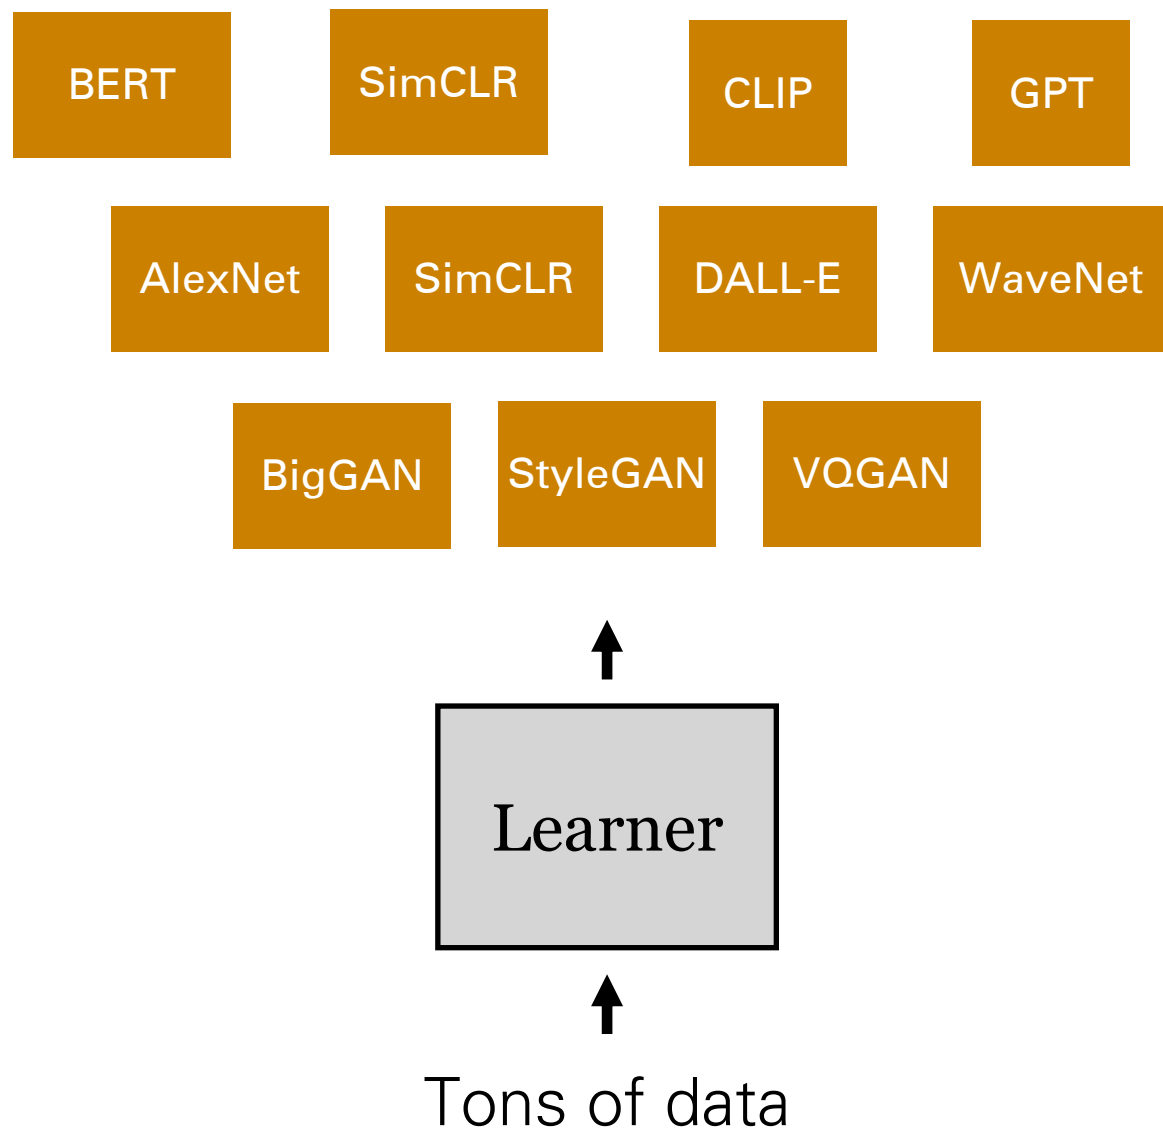 BERT
SimCLR
CLIP
GPT
AlexNet
SimCLR
DALL-E
WaveNet
BigGAN
StyleGAN
VQGAN
Learner
Tons of data